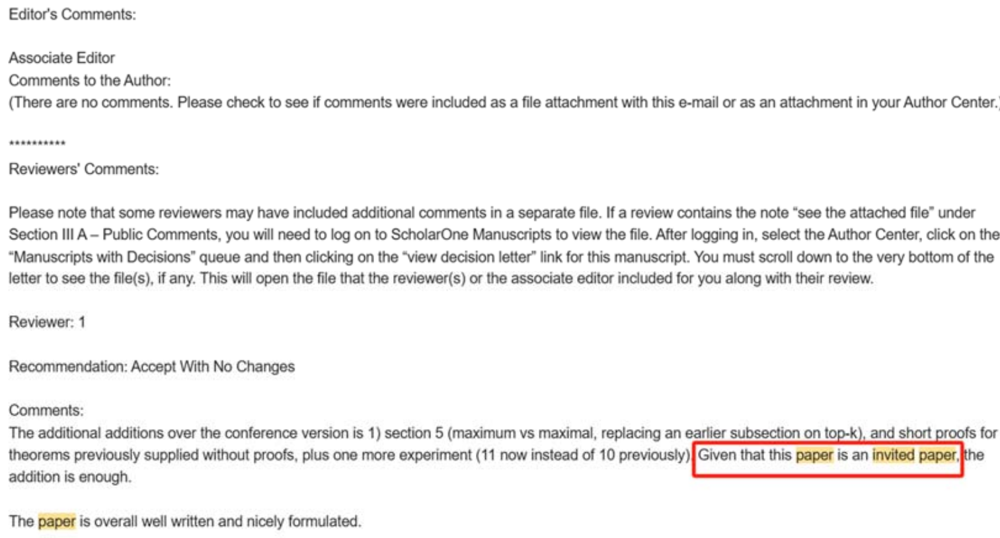 Editor's Comments:
Associate Editor
Comments to the Author:
(There are no comments. Please check to see if comments were included as a file attachment with this e-mail or as an attachment in your Author Center.)
**********
Reviewers' Comments:
Please note that some reviewers may have included additional comments in a separate file. If a review contains the note “see the attached file” under
Section III A – Public Comments, you will need to log on to ScholarOne Manuscripts to view the file. After logging in, select the Author Center, click on the
“Manuscripts with Decisions” queue and then clicking on the “view decision letter” link for this manuscript. You must scroll down to the very bottom of the
letter to see the file(s), if any. This will open the file that the reviewer(s) or the associate editor included for you along with their review.
Reviewer: 1
Recommendation: Accept With No Changes
Comments:
The additional additions over the conference version is 1) section 5 (maximum vs maximal, replacing an earlier subsection on top-k), and short proofs for
theorems previously supplied without proofs, plus one more experiment (11 now instead of 10 previously). Given that this paper is an invited paper, the
addition is enough.
The paper is overall well written and nicely formulated.